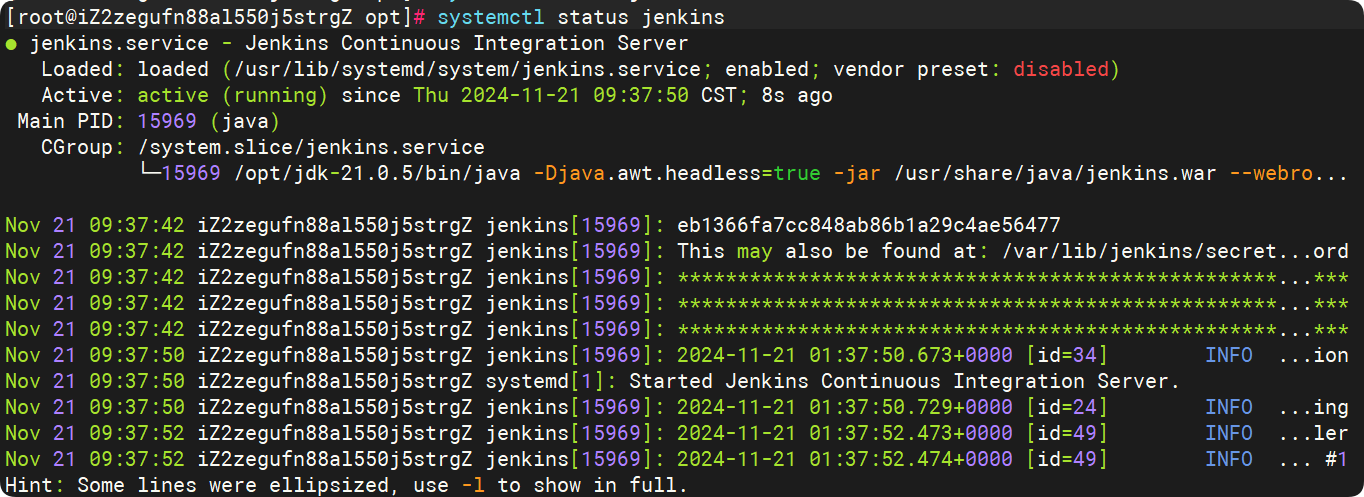 [root@iZ2zegufn88al550j5strgZ opt]# systemctl status jenkins
● jenkins.service - Jenkins Continuous Integration Server
Loaded: loaded (/usr/lib/systemd/system/jenkins.service; enabled; vendor preset: disabled)
Active: active (running) since Thu 2024-11-21 09:37:50 CST; 8s ago
Main PID: 15969 (java)
CGroup: /system.slice/jenkins.service
└─15969 /opt/jdk-21.0.5/bin/java -Djava.awt.headless=true -jar /usr/share/java/jenkins.war --webro...
Nov 21 09:37:42 iZ2zegufn88al550j5strgZ jenkins[15969]: eb1366fa7cc848ab86b1a29c4ae56477
Nov 21 09:37:42 iZ2zegufn88al550j5strgZ jenkins[15969]: This may also be found at: /var/lib/jenkins/secret...ord
Nov 21 09:37:42 iZ2zegufn88al550j5strgZ jenkins[15969]: **************************************************...***
Nov 21 09:37:42 iZ2zegufn88al550j5strgZ jenkins[15969]: **************************************************...***
Nov 21 09:37:42 iZ2zegufn88al550j5strgZ jenkins[15969]: **************************************************...***
Nov 21 09:37:50 iZ2zegufn88al550j5strgZ jenkins[15969]: 2024-11-21 01:37:50.673+0000 [id=34]        INFO  ...ion
Nov 21 09:37:50 iZ2zegufn88al550j5strgZ systemd[1]: Started Jenkins Continuous Integration Server.
Nov 21 09:37:50 iZ2zegufn88al550j5strgZ jenkins[15969]: 2024-11-21 01:37:50.729+0000 [id=24]        INFO  ...ing
Nov 21 09:37:52 iZ2zegufn88al550j5strgZ jenkins[15969]: 2024-11-21 01:37:52.473+0000 [id=49]        INFO  ...ler
Nov 21 09:37:52 iZ2zegufn88al550j5strgZ jenkins[15969]: 2024-11-21 01:37:52.474+0000 [id=49]        INFO  ... #1
Hint: Some lines were ellipsized, use -l to show in full.